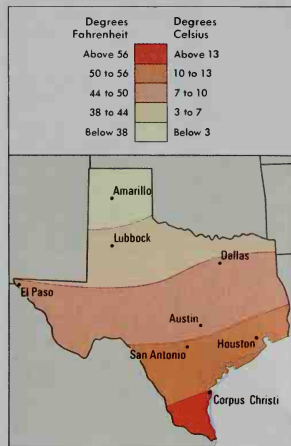 Degrees Fahrenheit
Degrees Celsius
Above 56
Above 13
50 to 56
10 to 13
44 to 50
7 to 10
38 to 44
3 to 7
Below 38
Below 3
Amarillo
Lubbock
Dallas
El Paso
Austin
Houston
San Antonio
Corpus Christi